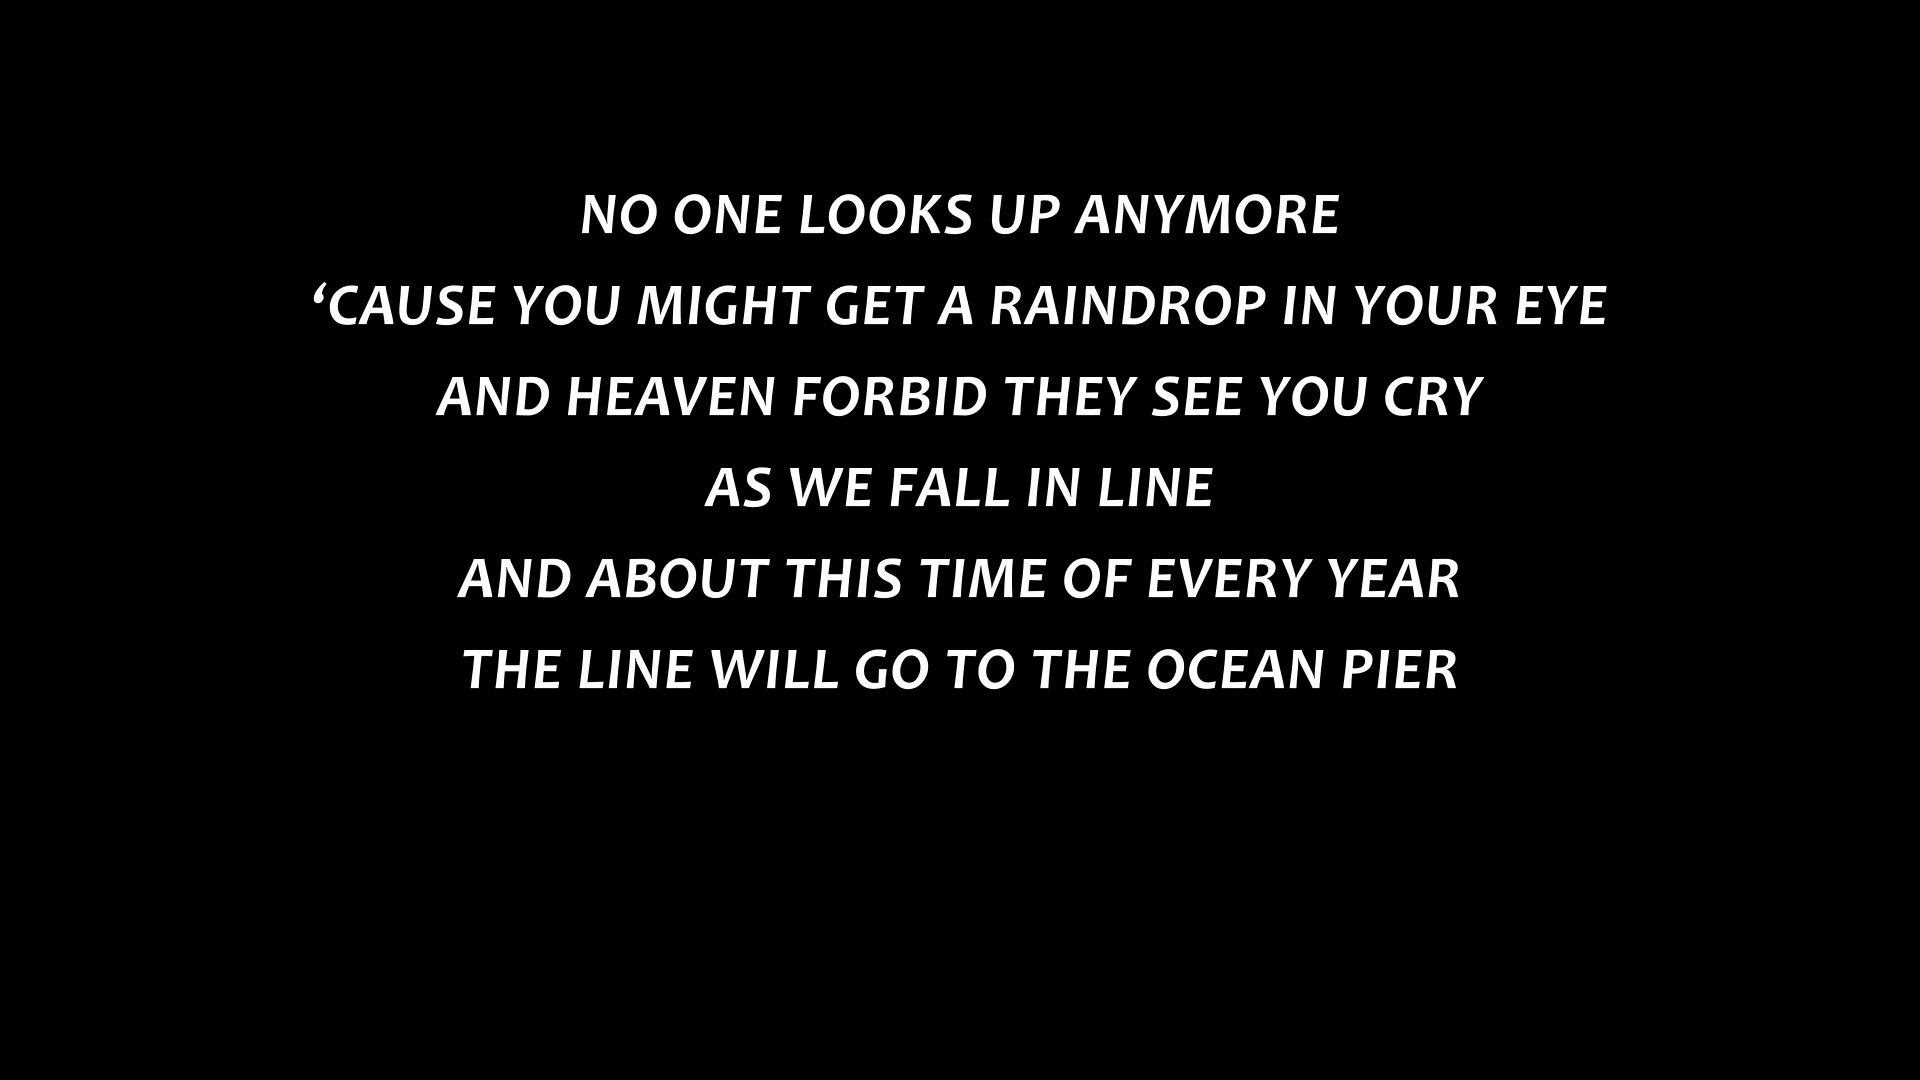 NO ONE LOOKS UP ANYMORE
‘CAUSE YOU MIGHT GET A RAINDROP IN YOUR EYE
AND HEAVEN FORBID THEY SEE YOU CRY
AS WE FALL IN LINE
AND ABOUT THIS TIME OF EVERY YEAR
THE LINE WILL GO TO THE OCEAN PIER